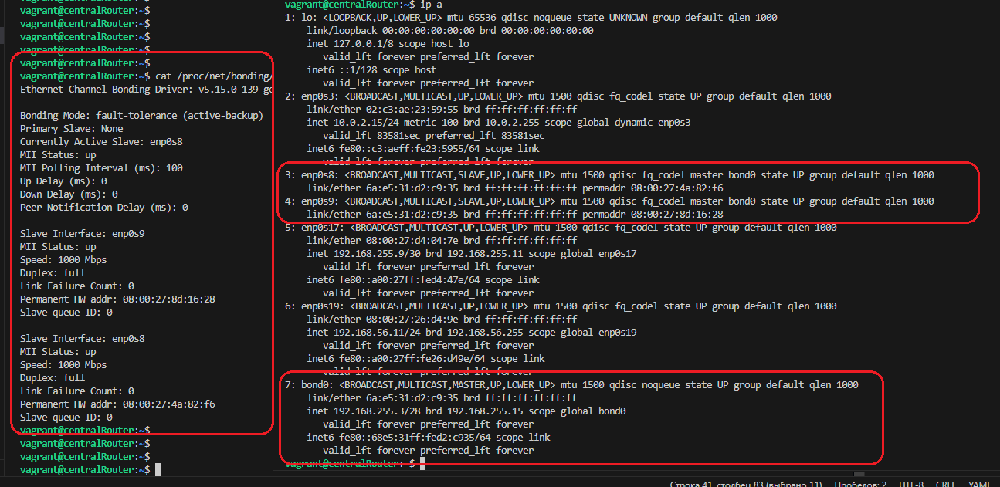 vagrant@centralRouter:~$
vagrant@centralRouter:~$
vagrant@centralRouter:~$
vagrant@centralRouter:~$
vagrant@centralRouter:~$
vagrant@centralRouter:~$ cat /proc/net/bonding/
Ethernet Channel Bonding Driver: v5.15.0-139-ge
Bonding Mode: fault-tolerance (active-backup)
Primary Slave: None
Currently Active Slave: enp0s8
MII Status: up
MII Polling Interval (ms): 100
Up Delay (ms): 0
Down Delay (ms): 0
Peer Notification Delay (ms): 0
Slave Interface: enp0s9
MII Status: up
Speed: 1000 Mbps
Duplex: full
Link Failure Count: 0
Permanent HW addr: 08:00:27:8d:16:28
Slave queue ID: 0
Slave Interface: enp0s8
MII Status: up
Speed: 1000 Mbps
Duplex: full
Link Failure Count: 0
Permanent HW addr: 08:00:27:4a:82:f6
Slave queue ID: 0
vagrant@centralRouter:~$
vagrant@centralRouter:~$
vagrant@centralRouter:~$
vagrant@centralRouter:~$
vagrant@centralRouter:~$ ip a
1: lo: <LOOPBACK,UP,LOWER_UP> mtu 65536 qdisc noqueue state UNKNOWN group default qlen 1000
link/loopback 00:00:00:00:00:00 brd 00:00:00:00:00:00
inet 127.0.0.1/8 scope host lo
valid_lft forever preferred_lft forever
inet6 ::1/128 scope host
valid_lft forever preferred_lft forever
2: enp0s3: <BROADCAST,MULTICAST,UP,LOWER_UP> mtu 1500 qdisc fq_codel state UP group default qlen 1000
link/ether 02:c3:ae:23:59:55 brd ff:ff:ff:ff:ff:ff
inet 10.0.2.15/24 metric 100 brd 10.0.2.255 scope global dynamic enp0s3
valid_lft 83581sec preferred_lft 83581sec
inet6 fe80::c3:aeff:fe23:5955/64 scope link
valid_lft forever preferred_lft forever
3: enp0s8: <BROADCAST,MULTICAST,SLAVE,UP,LOWER_UP> mtu 1500 qdisc fq_codel master bond0 state UP group default qlen 1000
link/ether 6a:e5:31:d2:c9:35 brd ff:ff:ff:ff:ff:ff permaddr 08:00:27:4a:82:f6
4: enp0s9: <BROADCAST,MULTICAST,SLAVE,UP,LOWER_UP> mtu 1500 qdisc fq_codel master bond0 state UP group default qlen 1000
link/ether 6a:e5:31:d2:c9:35 brd ff:ff:ff:ff:ff:ff permaddr 08:00:27:8d:16:28
5: enp0s17: <BROADCAST,MULTICAST,UP,LOWER_UP> mtu 1500 qdisc fq_codel state UP group default qlen 1000
link/ether 08:00:27:d4:04:7e brd ff:ff:ff:ff:ff:ff
inet 192.168.255.9/30 brd 192.168.255.11 scope global enp0s17
valid_lft forever preferred_lft forever
inet6 fe80::a00:27ff:fed4:47e/64 scope link
valid_lft forever preferred_lft forever
6: enp0s19: <BROADCAST,MULTICAST,UP,LOWER_UP> mtu 1500 qdisc fq_codel state UP group default qlen 1000
link/ether 08:00:27:26:d4:9e brd ff:ff:ff:ff:ff:ff
inet 192.168.56.11/24 brd 192.168.56.255 scope global enp0s19
valid_lft forever preferred_lft forever
inet6 fe80::a00:27ff:fe26:d49e/64 scope link
valid_lft forever preferred_lft forever
7: bond0: <BROADCAST,MULTICAST,MASTER,UP,LOWER_UP> mtu 1500 qdisc noqueue state UP group default qlen 1000
link/ether 6a:e5:31:d2:c9:35 brd ff:ff:ff:ff:ff:ff
inet 192.168.255.3/28 brd 192.168.255.15 scope global bond0
valid_lft forever preferred_lft forever
inet6 fe80::68e5:31ff:fed2:c935/64 scope link
valid_lft forever preferred_lft forever
vagrant@centralRouter:~$
Строка 41, столбец 83 (выбрано 11) Пробелов: 2 UTF-8 CRLF YAML